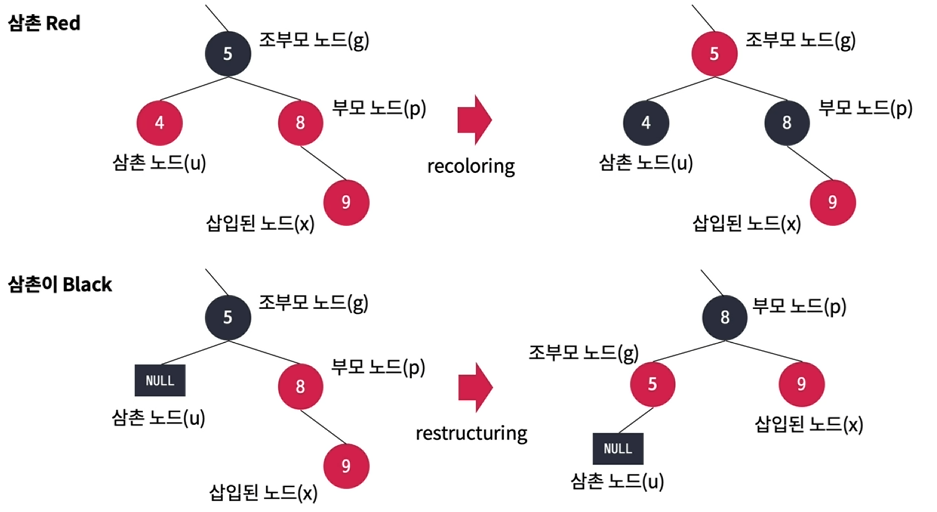 삼촌 Red
5
조부모 노드(g)
4
8
부모 노드(p)
삼촌 노드(u)
9
삽입된 노드(x)
recoloring
5
조부모 노드(g)
4
8
부모 노드(p)
삼촌 노드(u)
9
삽입된 노드(x)
삼촌이 Black
5
조부모 노드(g)
NULL
8
부모 노드(p)
삼촌 노드(u)
9
삽입된 노드(x)
restructuring
8
부모 노드(p)
조부모 노드(g)
5
9
삽입된 노드(x)
NULL
삼촌 노드(u)